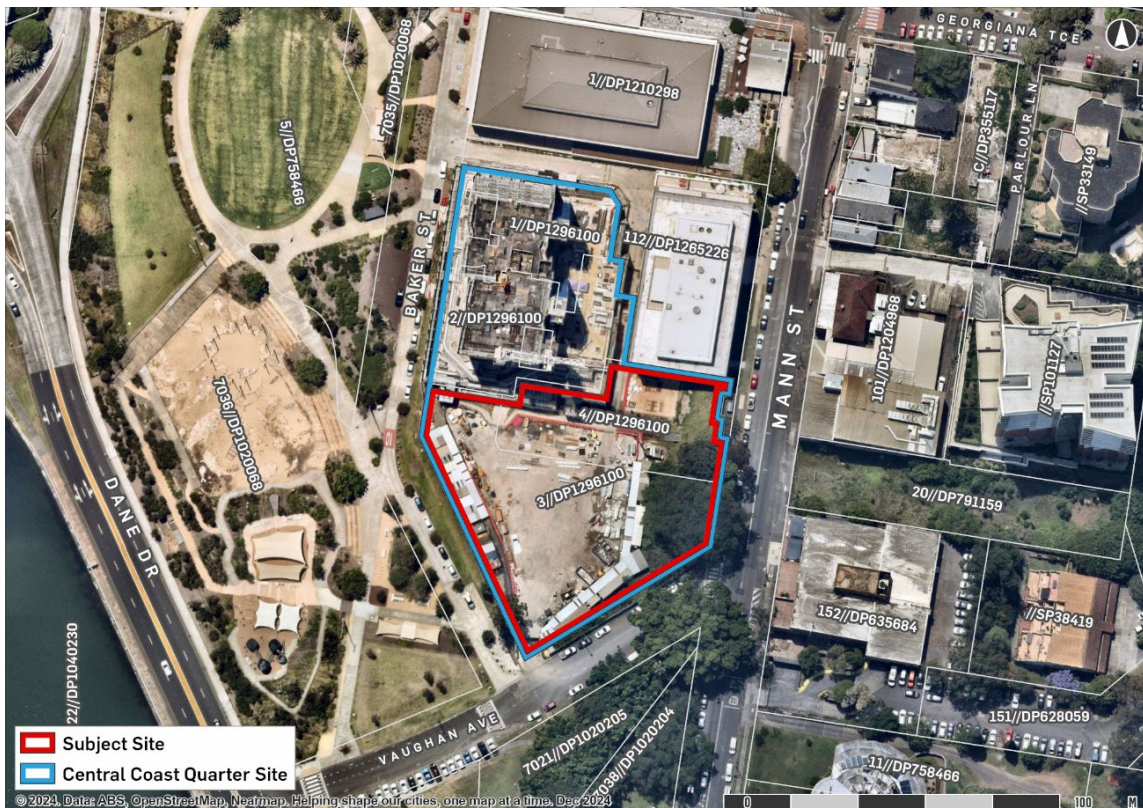 GEORGIANA TCE
7035//DP1020068
1//DP1210298
C//DP355117
PARLOUR LN
//SP33149
5//DP758466
BAKER ST
1//DP1296100
112//DP1265226
2//DP1296100
MANN ST
101//DP1204968
//SP101127
7036//DP1020068
4//DP1296100
3//DP1296100
DANE DR
20//DP791159
152//DP635684
//SP38419
22//DP1040230
151//DP628059
VAUGHAN AVE
7021//DP1020205
7038//DP1020204
11//DP758466
Subject Site
Central Coast Quarter Site
© 2024. Data: ABS, OpenStreetMap, Nearmap. Helping shape our cities, one map at a time. Dec 2024
0 100 M